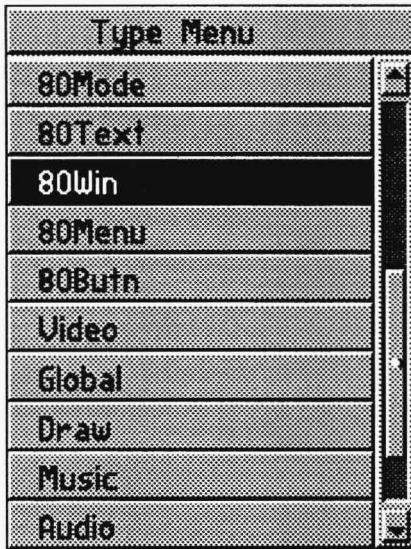 Type Menu
80Mode
80Text
80Win
80Menu
80Butn
Video
Global
Draw
Music
Audio